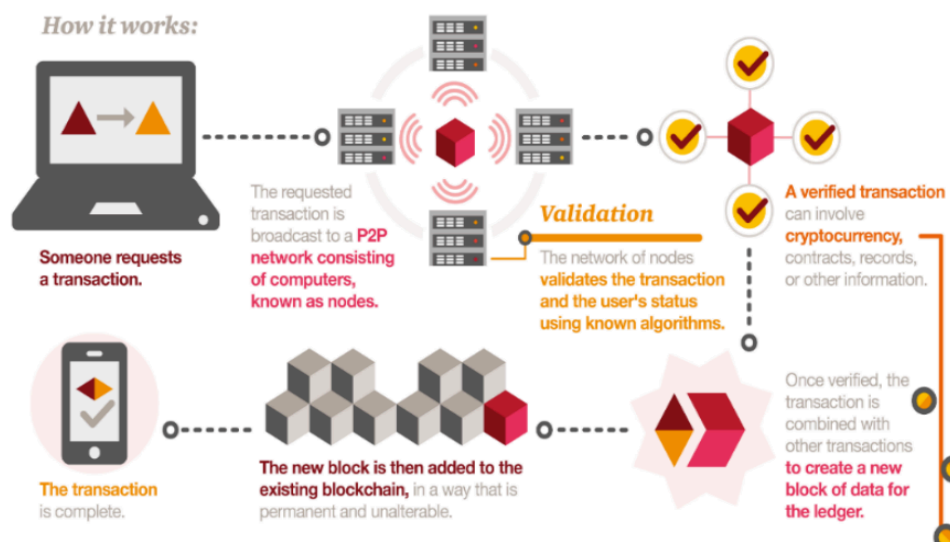 How it works:
Someone requests
a transaction.
The requested
transaction is
broadcast to a P2P
network consisting
of computers,
known as nodes.
Validation
The network of nodes
validates the transaction
and the user's status
using known algorithms.
A verified transaction
can involve
cryptocurrency,
contracts, records,
or other information.
Once verified, the
transaction is
combined with
other transactions
to create a new
block of data for
the ledger.
The new block is then added to the
existing blockchain, in a way that is
permanent and unalterable.
The transaction
is complete.